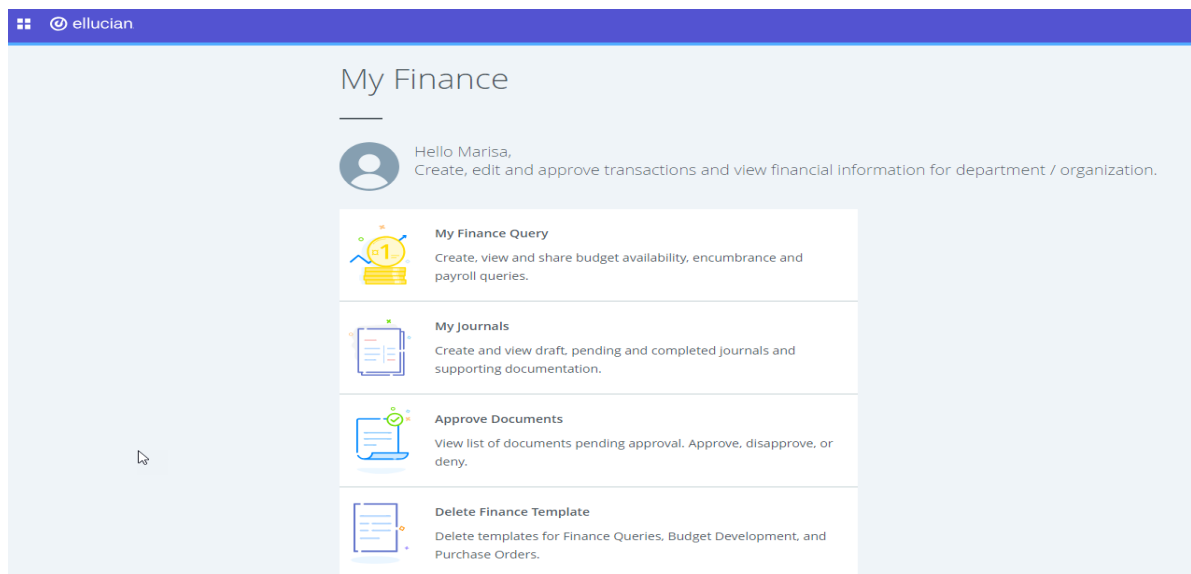 ellucian
My Finance
Hello Marisa,
Create, edit and approve transactions and view financial information for department / organization.
1
My Finance Query
Create, view and share budget availability, encumbrance and
payroll queries.
My Journals
Create and view draft, pending and completed journals and
supporting documentation.
Approve Documents
View list of documents pending approval. Approve, disapprove, or
deny.
Delete Finance Template
Delete templates for Finance Queries, Budget Development, and
Purchase Orders.